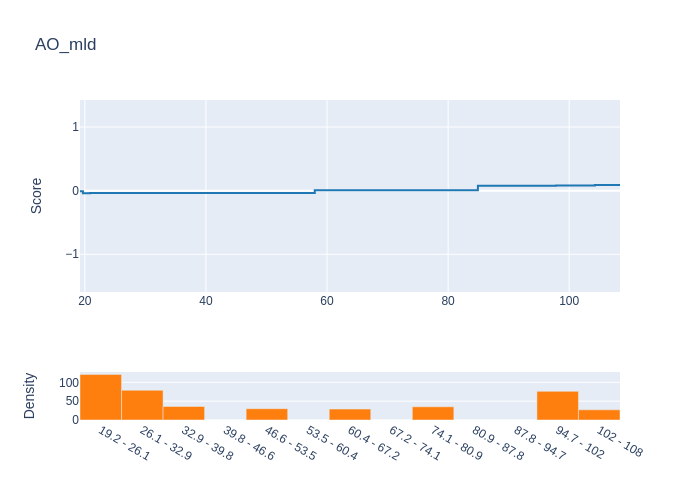 AO_mld
Score
1
0
−1
20
40
60
80
100
Density
100
50
0
19.2 - 26.1
26.1 - 32.9
32.9 - 39.8
39.8 - 46.6
46.6 - 53.5
53.5 - 60.4
60.4 - 67.2
67.2 - 74.1
74.1 - 80.9
80.9 - 87.8
87.8 - 94.7
94.7 - 102
102 - 108